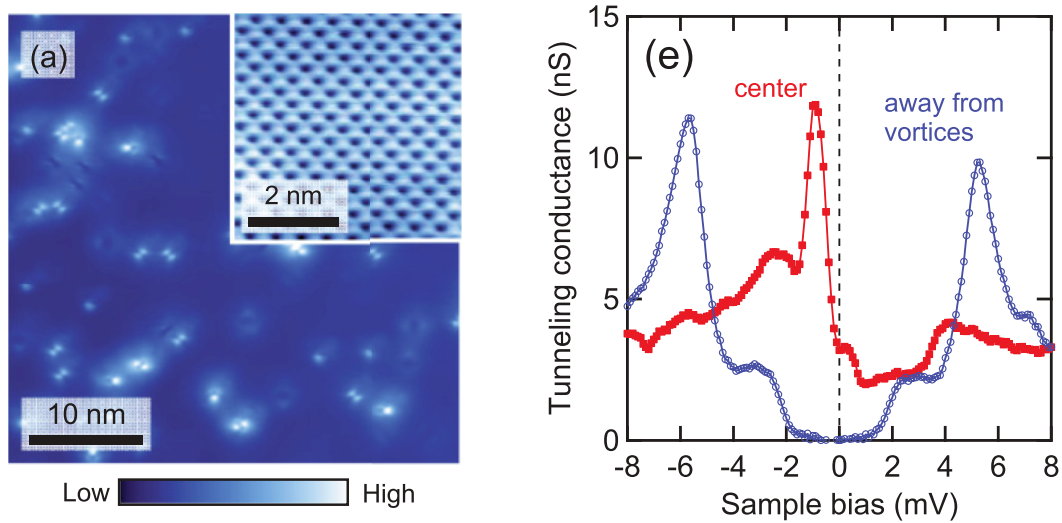 (a)
2 nm
10 nm
Low
High
(e)
center
away from
vortices
Tunneling conductance (nS)
15
10
5
0
-8
-6
-4
-2
0
2
4
6
8
Sample bias (mV)